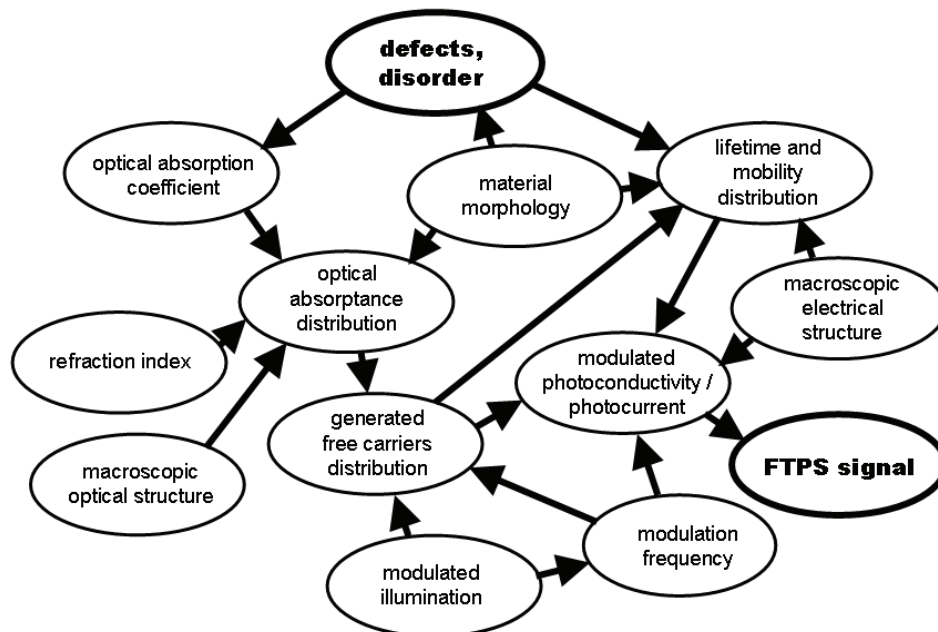 defects,
disorder
optical absorption
coefficient
material
morphology
lifetime and
mobility
distribution
optical
absorptance
distribution
macroscopic
electrical
structure
refraction index
modulated
photoconductivity /
photocurrent
generated
free carriers
distribution
macroscopic
optical structure
FTPS signal
modulation
frequency
modulated
illumination